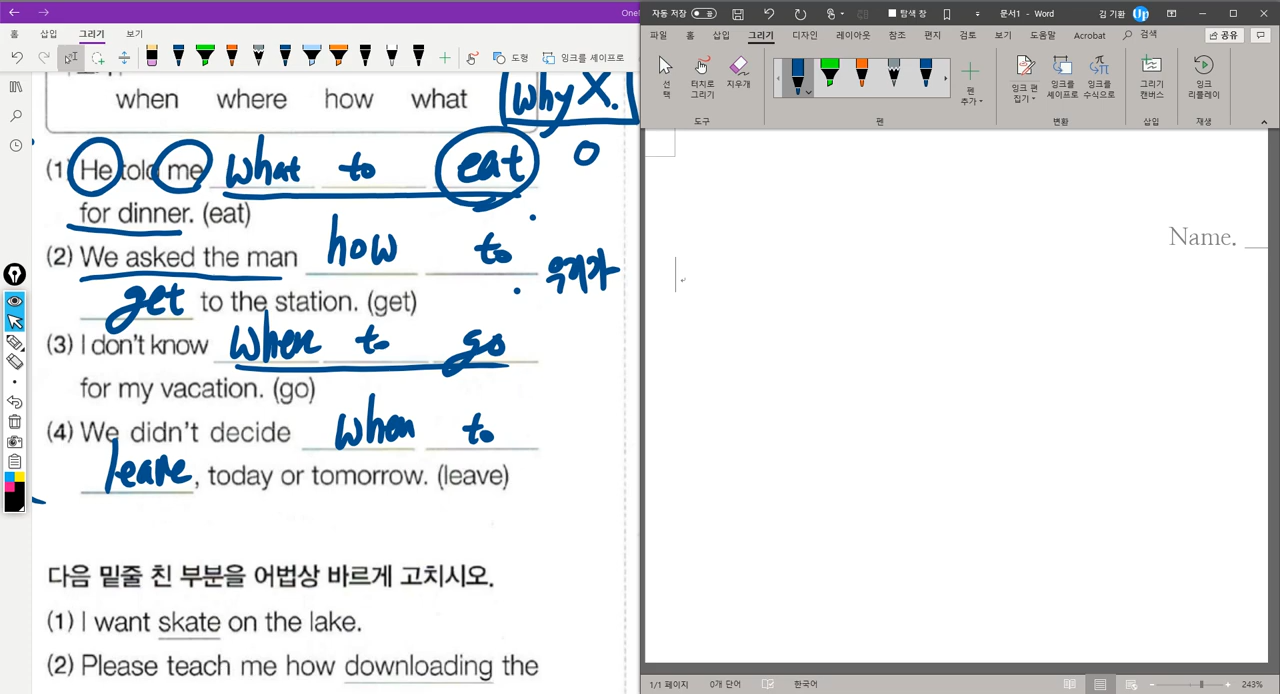 OneN
홈 삽입 그리기 보기
도형 잉크를 셰이프로
when where how what
why X.
(1) He told me what to eat O
for dinner. (eat)
(2) We asked the man how to
우리가
get to the station. (get)
(3) I don't know when to go
for my vacation. (go)
(4) We didn't decide when to
leave, today or tomorrow. (leave)
다음 밑줄 친 부분을 어법상 바르게 고치시오.
(1) I want skate on the lake.
(2) Please teach me how downloading the
자동 저장 끔 탐색 창 문서1 - Word 김 기환 Up
파일 홈 삽입 그리기 디자인 레이아웃 참조 편지 검토 보기 도움말 Acrobat 검색 공유
선택 터치로 그리기 지우개 펜 추가 잉크 편집기 잉크를 셰이프로 잉크를 수식으로 그리기 캔버스 잉크 리플레이
도구 펜 변환 삽입 재생
Name. __
1/1 페이지 0개 단어 한국어 243%